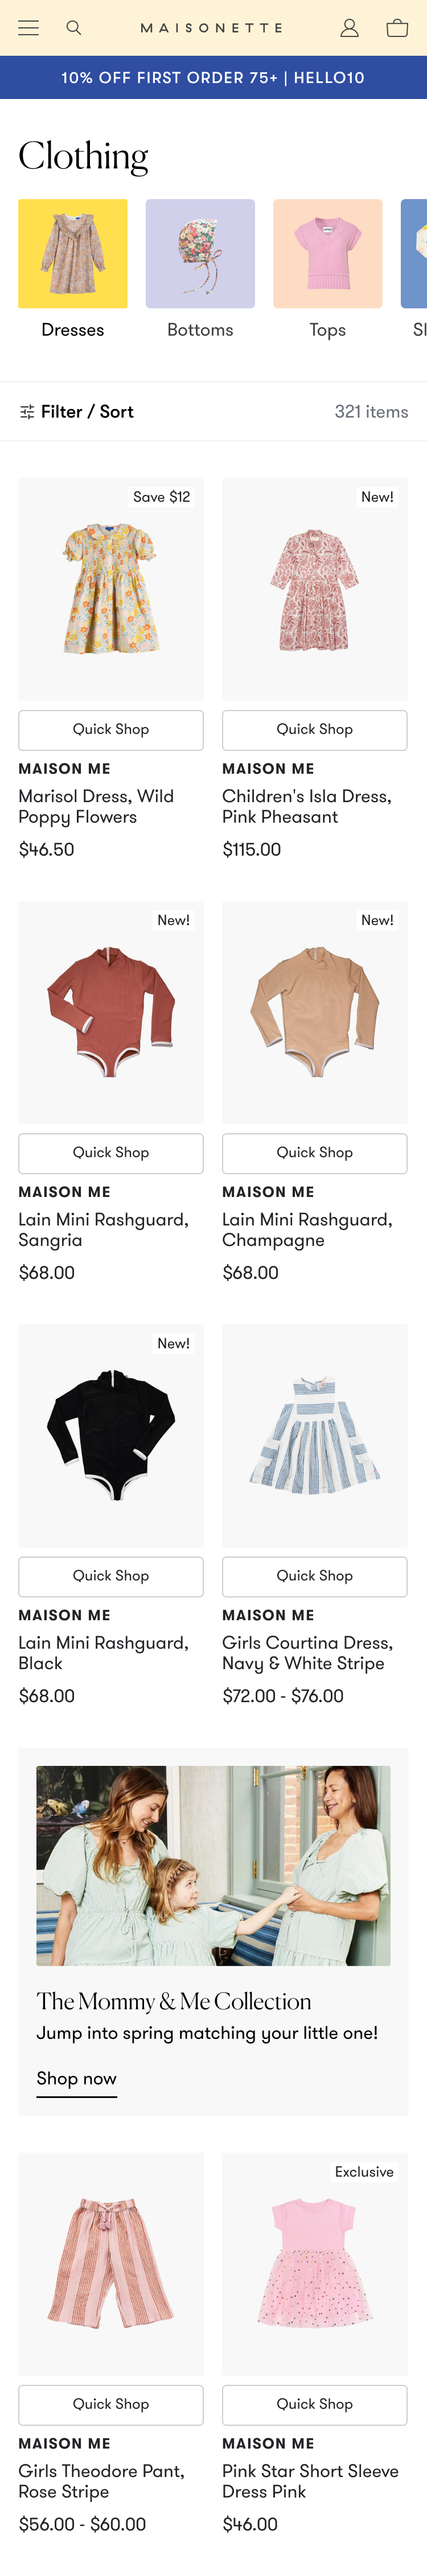 MAISONETTE
10% OFF FIRST ORDER 75+ | HELLO10
Clothing
Dresses
Bottoms
Tops
Sl
Filter / Sort
321 items
Save $12
New!
Quick Shop
Quick Shop
MAISON ME
MAISON ME
Marisol Dress, Wild
Poppy Flowers
Children's Isla Dress,
Pink Pheasant
$46.50
$115.00
New!
New!
Quick Shop
Quick Shop
MAISON ME
MAISON ME
Lain Mini Rashguard,
Sangria
Lain Mini Rashguard,
Champagne
$68.00
$68.00
New!
Quick Shop
Quick Shop
MAISON ME
MAISON ME
Lain Mini Rashguard,
Black
Girls Courtina Dress,
Navy & White Stripe
$68.00
$72.00 - $76.00
The Mommy & Me Collection
Jump into spring matching your little one!
Shop now
Exclusive
Quick Shop
Quick Shop
MAISON ME
MAISON ME
Girls Theodore Pant,
Rose Stripe
Pink Star Short Sleeve
Dress Pink
$56.00 - $60.00
$46.00